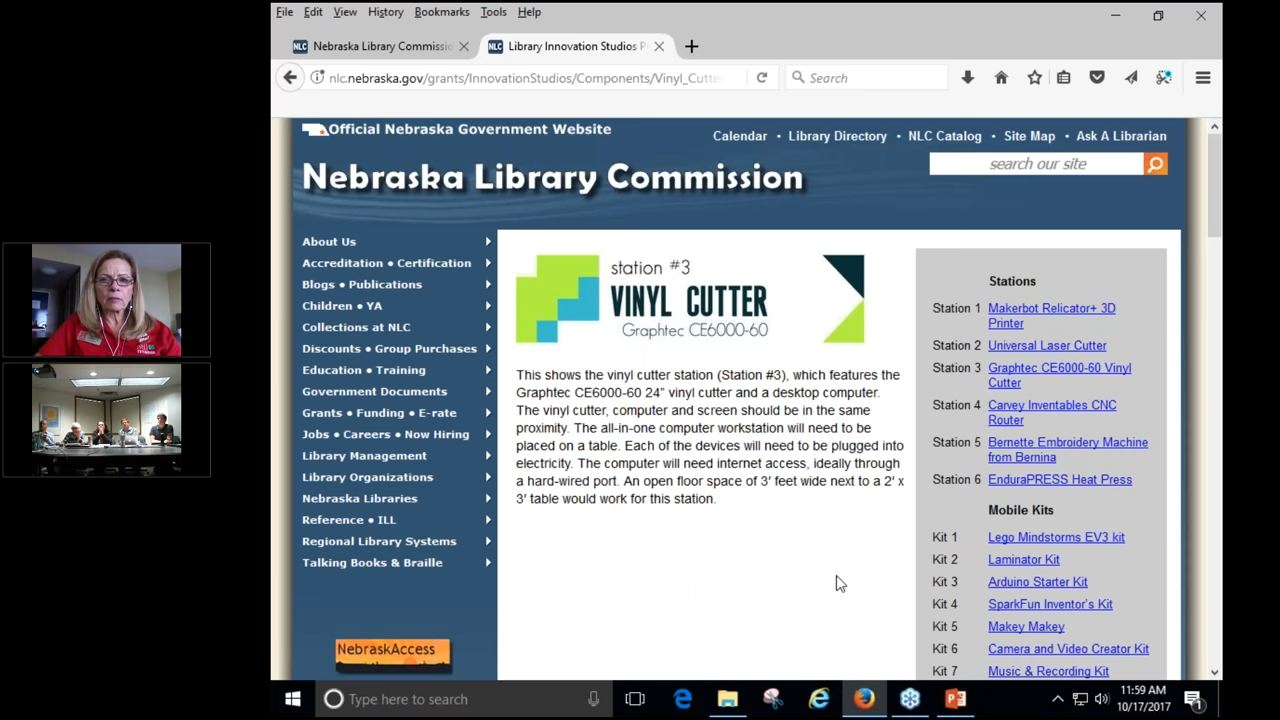 File Edit View History Bookmarks Tools Help
NLC Nebraska Library Commissio
NLC Library Innovation Studios P
nlc.nebraska.gov/grants/InnovationStudios/Components/Vinyl_Cutte
Search
Official Nebraska Government Website
Calendar • Library Directory • NLC Catalog • Site Map • Ask A Librarian
Nebraska Library Commission
search our site
About Us
Accreditation • Certification
Blogs • Publications
Children • YA
Collections at NLC
Discounts • Group Purchases
Education • Training
Government Documents
Grants • Funding • E-rate
Jobs • Careers • Now Hiring
Library Management
Library Organizations
Nebraska Libraries
Reference • ILL
Regional Library Systems
Talking Books & Braille
NebraskAccess
station #3
VINYL CUTTER
Graphtec CE6000-60
This shows the vinyl cutter station (Station #3), which features the
Graphtec CE6000-60 24” vinyl cutter and a desktop computer.
The vinyl cutter, computer and screen should be in the same
proximity. The all-in-one computer workstation will need to be
placed on a table. Each of the devices will need to be plugged into
electricity. The computer will need internet access, ideally through
a hard-wired port. An open floor space of 3′ feet wide next to a 2′ x
3′ table would work for this station.
Stations
Station 1 Makerbot Relicator+ 3D
Printer
Station 2 Universal Laser Cutter
Station 3 Graphtec CE6000-60 Vinyl
Cutter
Station 4 Carvey Inventables CNC
Router
Station 5 Bernette Embroidery Machine
from Bernina
Station 6 EnduraPRESS Heat Press
Mobile Kits
Kit 1 Lego Mindstorms EV3 kit
Kit 2 Laminator Kit
Kit 3 Arduino Starter Kit
Kit 4 SparkFun Inventor's Kit
Kit 5 Makey Makey
Kit 6 Camera and Video Creator Kit
Kit 7 Music & Recording Kit
Type here to search
11:59 AM
10/17/2017
1